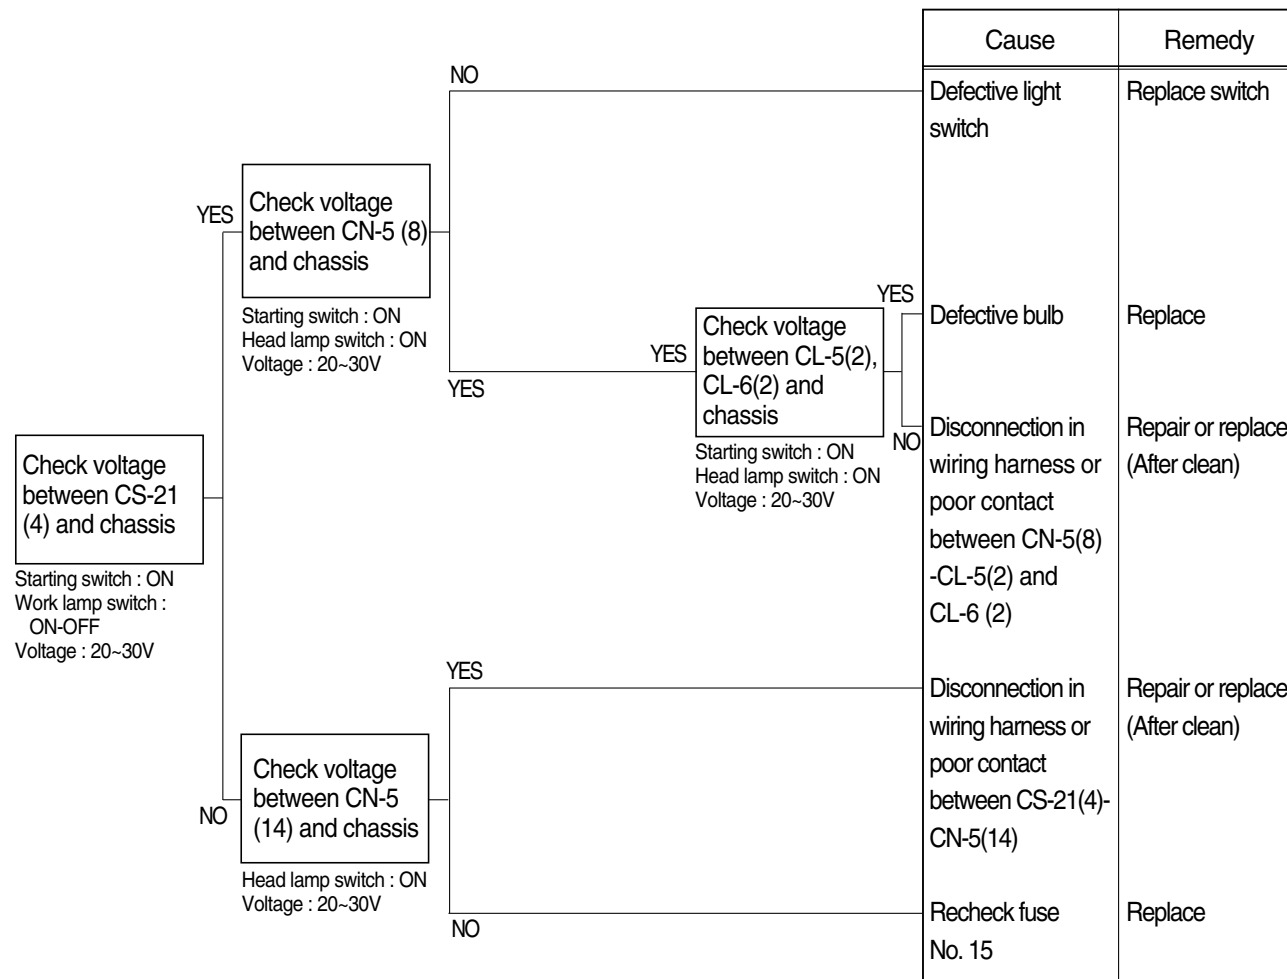 Cause
Remedy
NO
Defective light
switch
Replace switch
YES
Check voltage
between CN-5 (8)
and chassis
Starting switch : ON
Head lamp switch : ON
Voltage : 20~30V
YES
YES
Check voltage
between CL-5(2),
CL-6(2) and
chassis
Starting switch : ON
Head lamp switch : ON
Voltage : 20~30V
YES
Defective bulb
Replace
NO
Disconnection in
wiring harness or
poor contact
between CN-5(8)
-CL-5(2) and
CL-6 (2)
Repair or replace
(After clean)
Check voltage
between CS-21
(4) and chassis
Starting switch : ON
Work lamp switch :
ON-OFF
Voltage : 20~30V
YES
Disconnection in
wiring harness or
poor contact
between CS-21(4)-
CN-5(14)
Repair or replace
(After clean)
NO
Check voltage
between CN-5
(14) and chassis
Head lamp switch : ON
Voltage : 20~30V
NO
Recheck fuse
No. 15
Replace